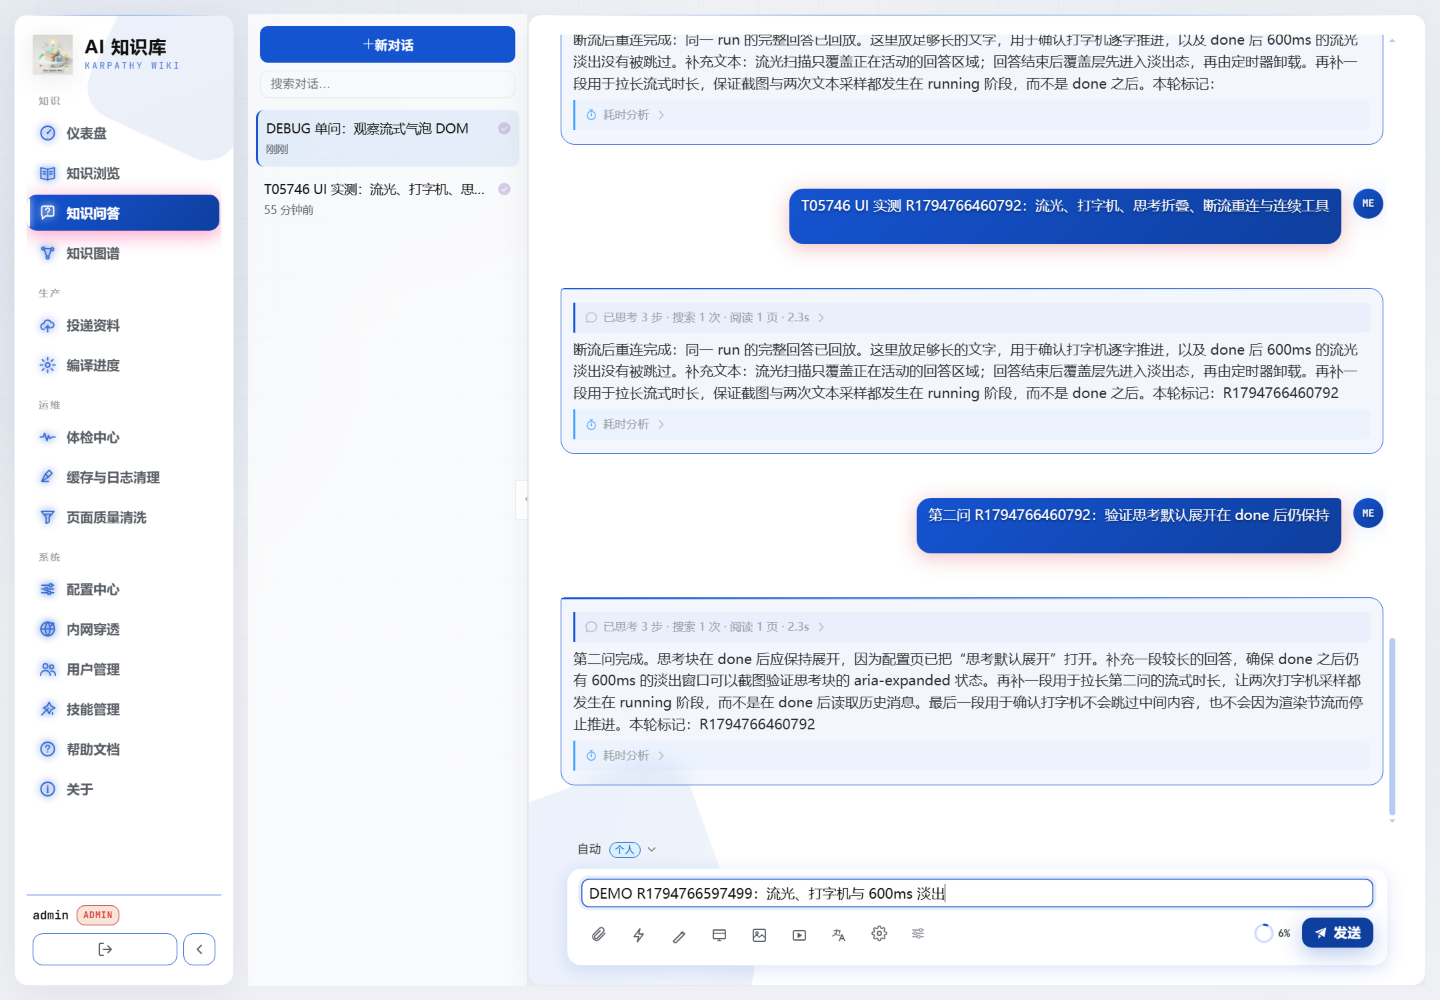 AI 知识库
KARPATHY WIKI
知识
仪表盘
知识浏览
知识问答
知识图谱
生产
投递资料
编译进度
运维
体检中心
缓存与日志清理
页面质量清洗
系统
配置中心
内网穿透
用户管理
技能管理
帮助文档
关于
admin ADMIN
+新对话
搜索对话...
DEBUG 单问：观察流式气泡 DOM
刚刚
T05746 UI 实测：流光、打字机、思...
55 分钟前
断流后重连完成：同一 run 的完整回答已回放。这里放足够长的文字，用于确认打字机逐字推进，以及 done 后 600ms 的流光
淡出没有被跳过。补充文本：流光扫描只覆盖正在活动的回答区域；回答结束后覆盖层先进入淡出态，再由定时器卸载。再补一
段用于拉长流式时长，保证截图与两次文本采样都发生在 running 阶段，而不是 done 之后。本轮标记：
耗时分析
T05746 UI 实测 R1794766460792：流光、打字机、思考折叠、断流重连与连续工具
ME
已思考 3 步 · 搜索 1 次 · 阅读 1 页 · 2.3s
断流后重连完成：同一 run 的完整回答已回放。这里放足够长的文字，用于确认打字机逐字推进，以及 done 后 600ms 的流光
淡出没有被跳过。补充文本：流光扫描只覆盖正在活动的回答区域；回答结束后覆盖层先进入淡出态，再由定时器卸载。再补一
段用于拉长流式时长，保证截图与两次文本采样都发生在 running 阶段，而不是 done 之后。本轮标记：R1794766460792
耗时分析
第二问 R1794766460792：验证思考默认展开在 done 后仍保持
ME
已思考 3 步 · 搜索 1 次 · 阅读 1 页 · 2.3s
第二问完成。思考块在 done 后应保持展开，因为配置页已把“思考默认展开”打开。补充一段较长的回答，确保 done 之后仍
有 600ms 的淡出窗口可以截图验证思考块的 aria-expanded 状态。再补一段用于拉长第二问的流式时长，让两次打字机采样都
发生在 running 阶段，而不是在 done 后读取历史消息。最后一段用于确认打字机不会跳过中间内容，也不会因为渲染节流而停
止推进。本轮标记：R1794766460792
耗时分析
自动 个人
DEMO R1794766597499：流光、打字机与 600ms 淡出
6%
发送